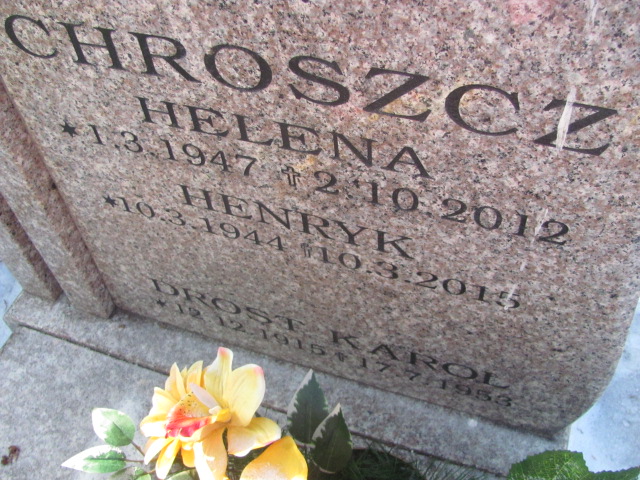 CHROSZCZ
HELENA
*1.3.1947 †2.10.2012
HENRYK
*10.3.1944 †10.3.2015
DROST KAROL
*12.12.1915 †17.7.1953